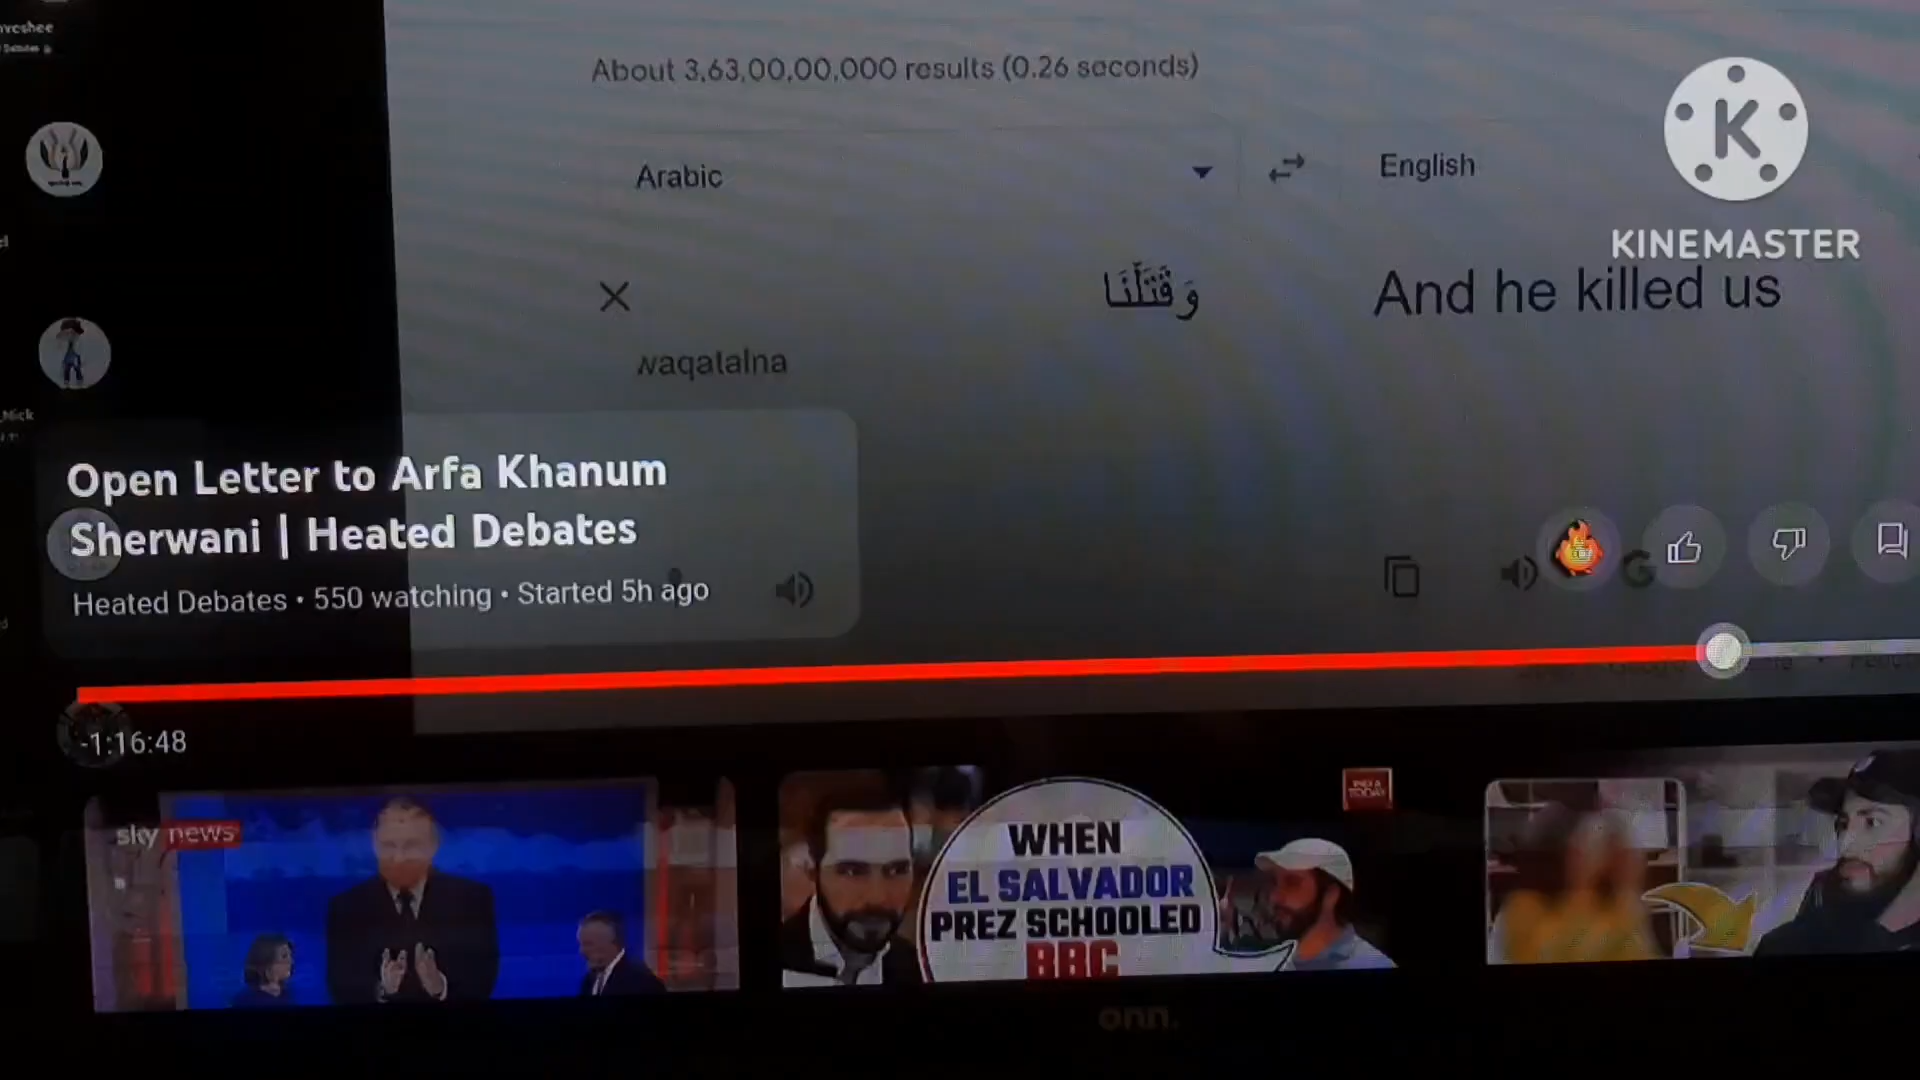 About 3,63,00,00,000 results (0.26 seconds)
Arabic
English
KINEMASTER
وَقَتَلَنَا
And he killed us
waqatalna
Open Letter to Arfa Khanum
Sherwani | Heated Debates
Heated Debates • 550 watching • Started 5h ago
-1:16:48
sky news
INDIA TODAY
WHEN
EL SALVADOR
PREZ SCHOOLED
BBC
onn.